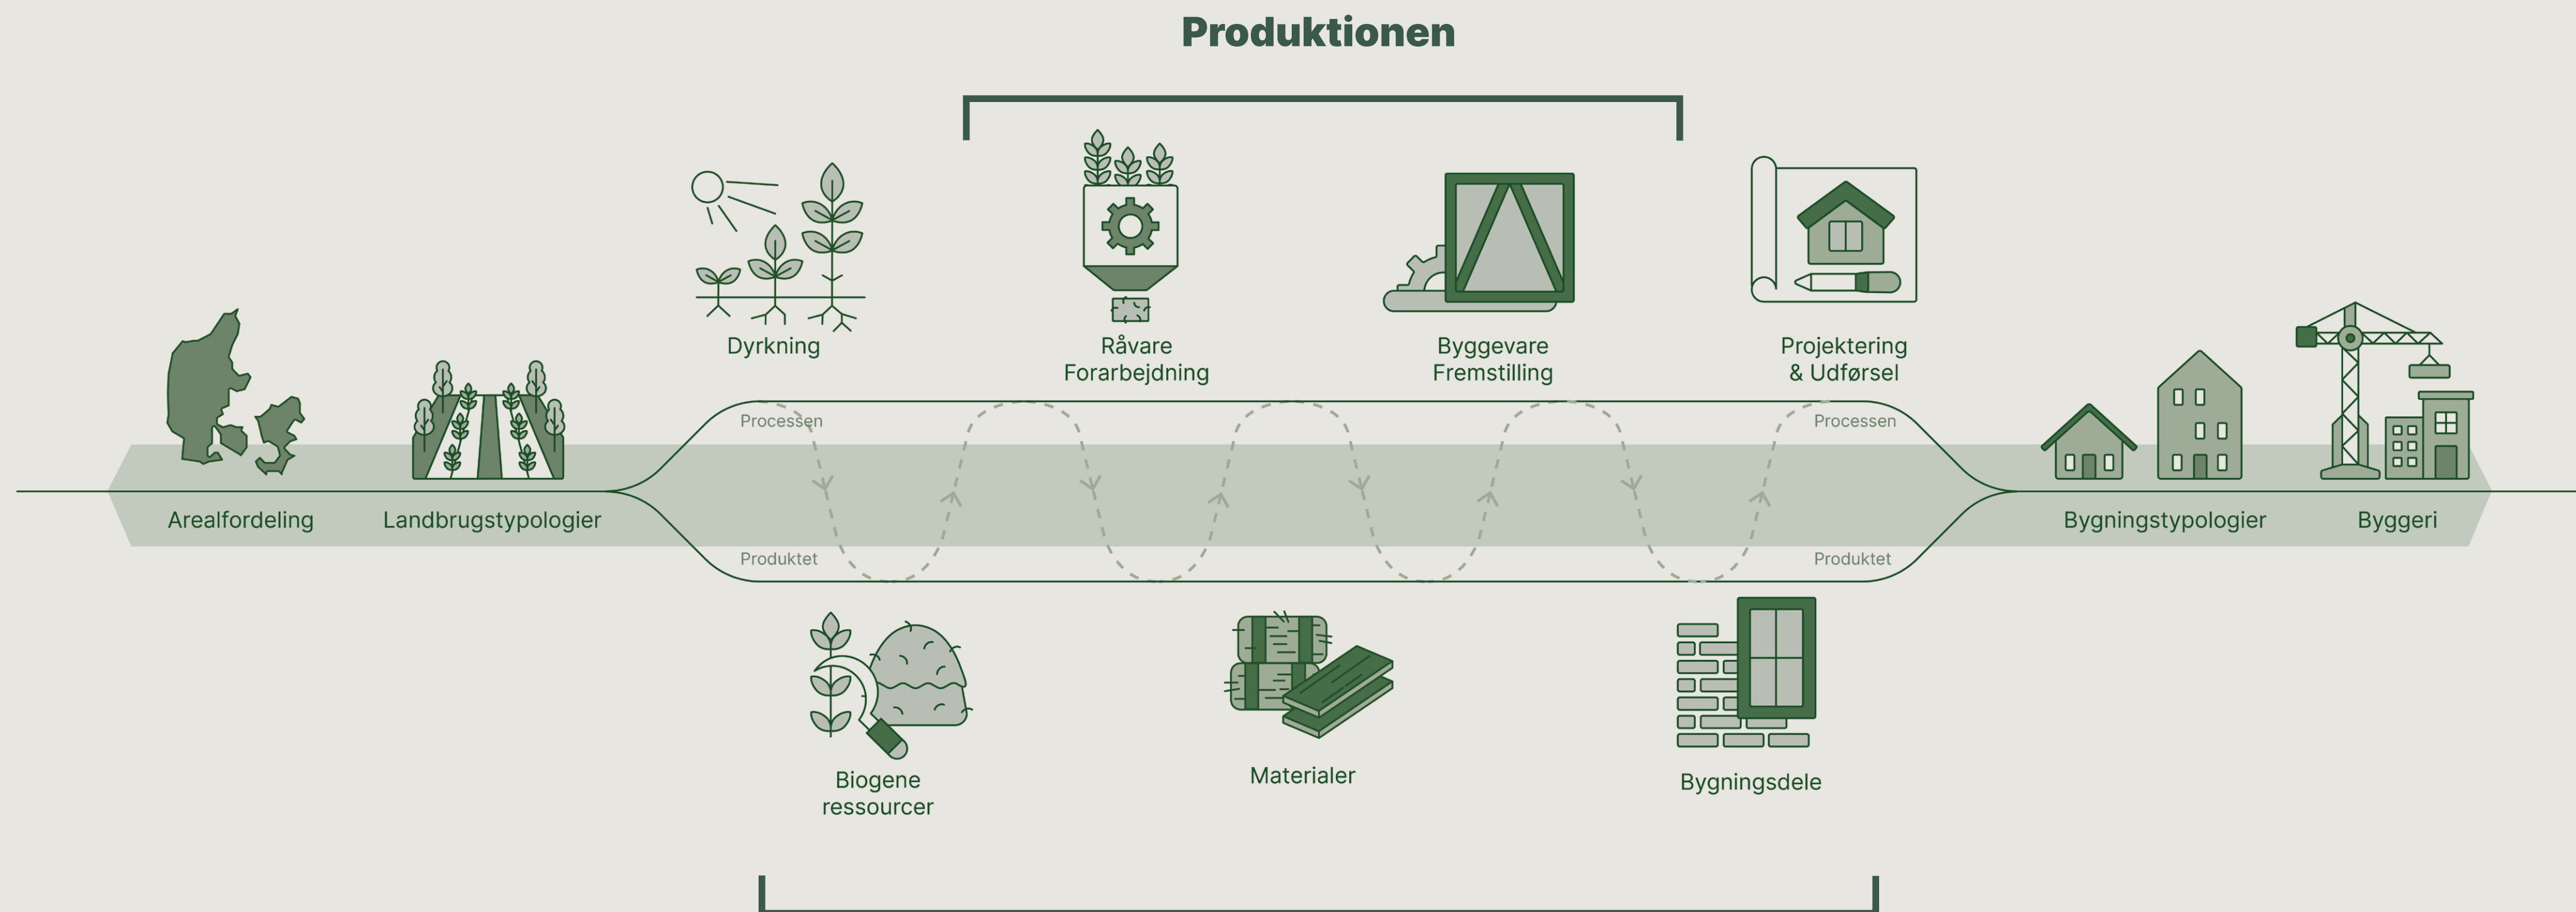 Produktionen
Dyrkning
Råvare
Forarbejdning
Byggevare
Fremstilling
Projektering
& Udførsel
Processen
Processen
Arealfordeling
Landbrugstypologier
Bygningstypologier
Byggeri
Produktet
Produktet
Biogene
ressourcer
Materialer
Bygningsdele